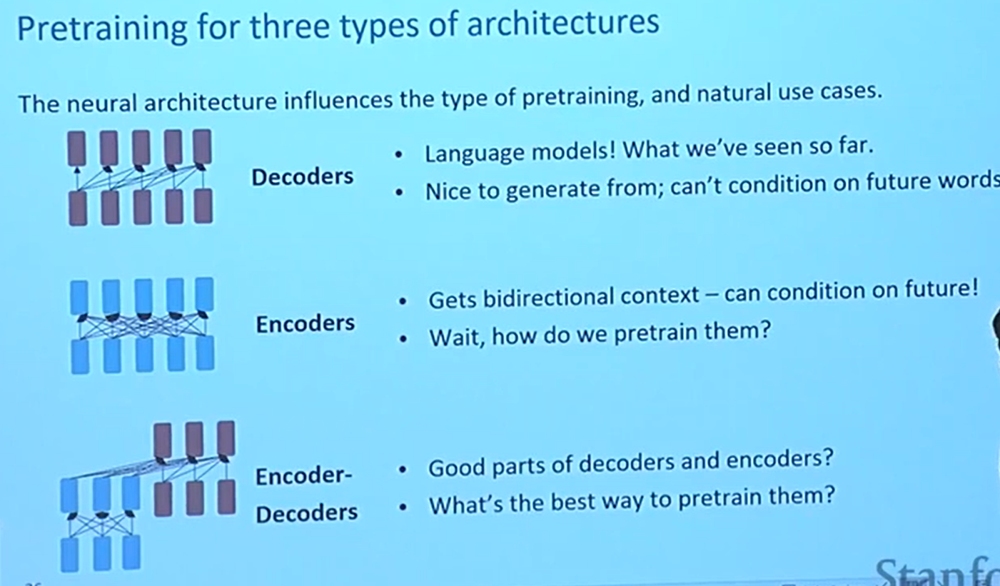 Pretraining for three types of architectures
The neural architecture influences the type of pretraining, and natural use cases.
Decoders
• Language models! What we've seen so far.
• Nice to generate from; can't condition on future words
Encoders
• Gets bidirectional context – can condition on future!
• Wait, how do we pretrain them?
Encoder-
Decoders
• Good parts of decoders and encoders?
• What's the best way to pretrain them?
Stanf